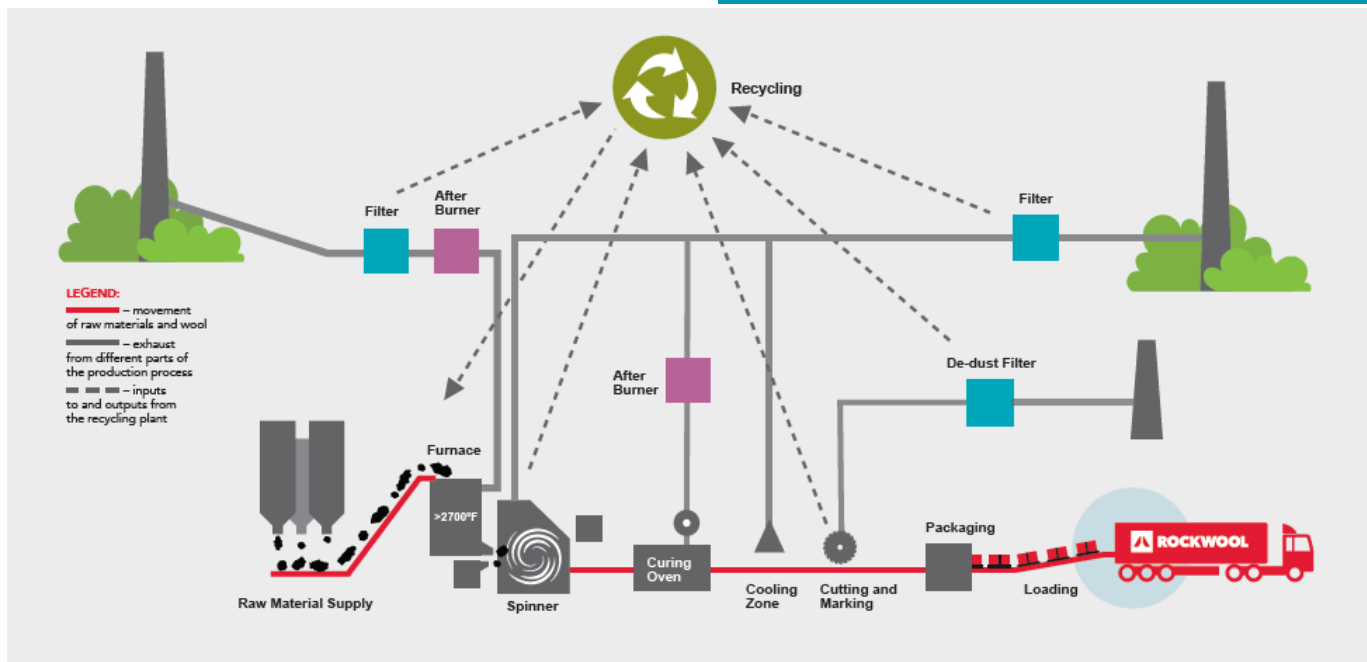 Recycling
After
Burner
Filter
Filter
LEGEND:
– movement
of raw materials and wool
– exhaust
from different parts of
the production process
– inputs
to and outputs from
the recycling plant
After
Burner
De-dust Filter
Furnace
>2700°F
Packaging
ROCKWOOL
Curing
Oven
Raw Material Supply
Spinner
Cooling
Zone
Cutting and
Marking
Loading